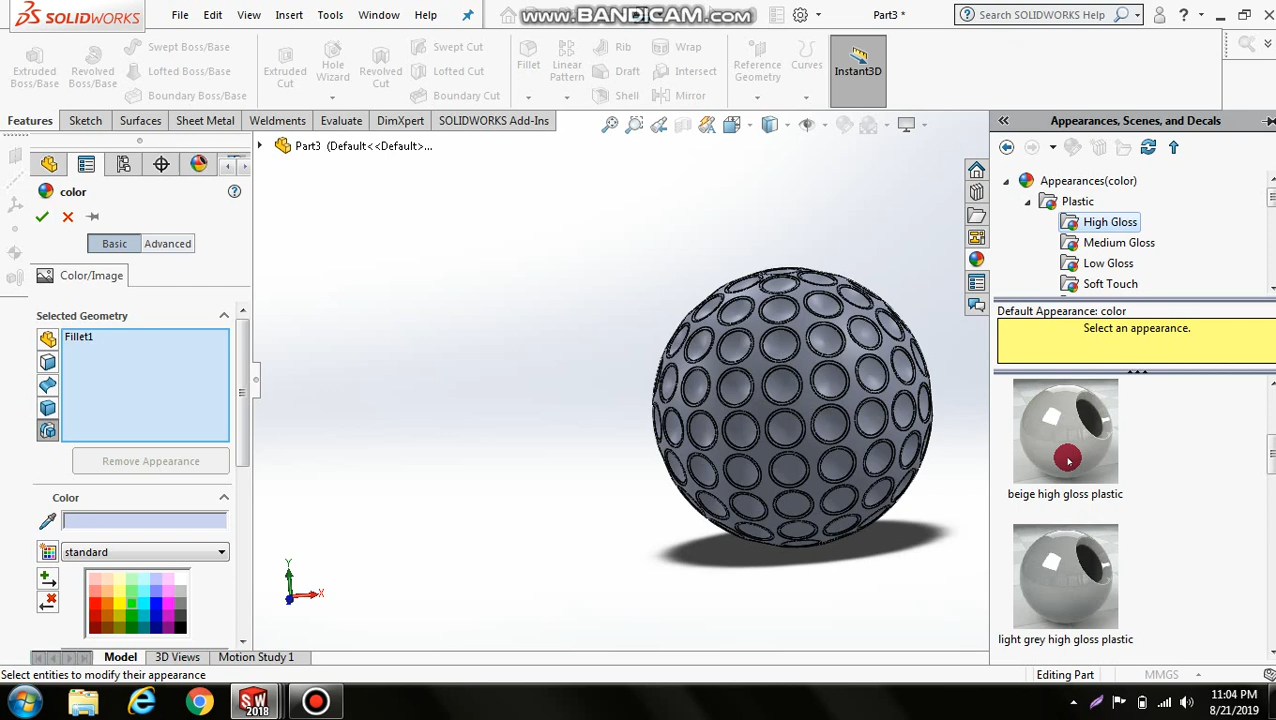 SOLIDWORKS
File Edit View Insert Tools Window Help
www.BANDICAM.com
Part3 *
Search SOLIDWORKS Help
Extruded Boss/Base
Revolved Boss/Base
Swept Boss/Base
Lofted Boss/Base
Boundary Boss/Base
Extruded Cut
Hole Wizard
Revolved Cut
Swept Cut
Lofted Cut
Boundary Cut
Fillet
Linear Pattern
Rib
Draft
Shell
Wrap
Intersect
Mirror
Reference Geometry
Curves
Instant3D
Features Sketch Surfaces Sheet Metal Weldments Evaluate DimXpert SOLIDWORKS Add-Ins
Part3 (Default<<Default>...
color
Basic Advanced
Color/Image
Selected Geometry
Fillet1
Remove Appearance
Color
standard
Y
X
Appearances, Scenes, and Decals
Appearances(color)
Plastic
High Gloss
Medium Gloss
Low Gloss
Soft Touch
Default Appearance: color
Select an appearance.
beige high gloss plastic
light grey high gloss plastic
Model 3D Views Motion Study 1
Select entities to modify their appearance
Editing Part
MMGS
SW
2018
11:04 PM
8/21/2019